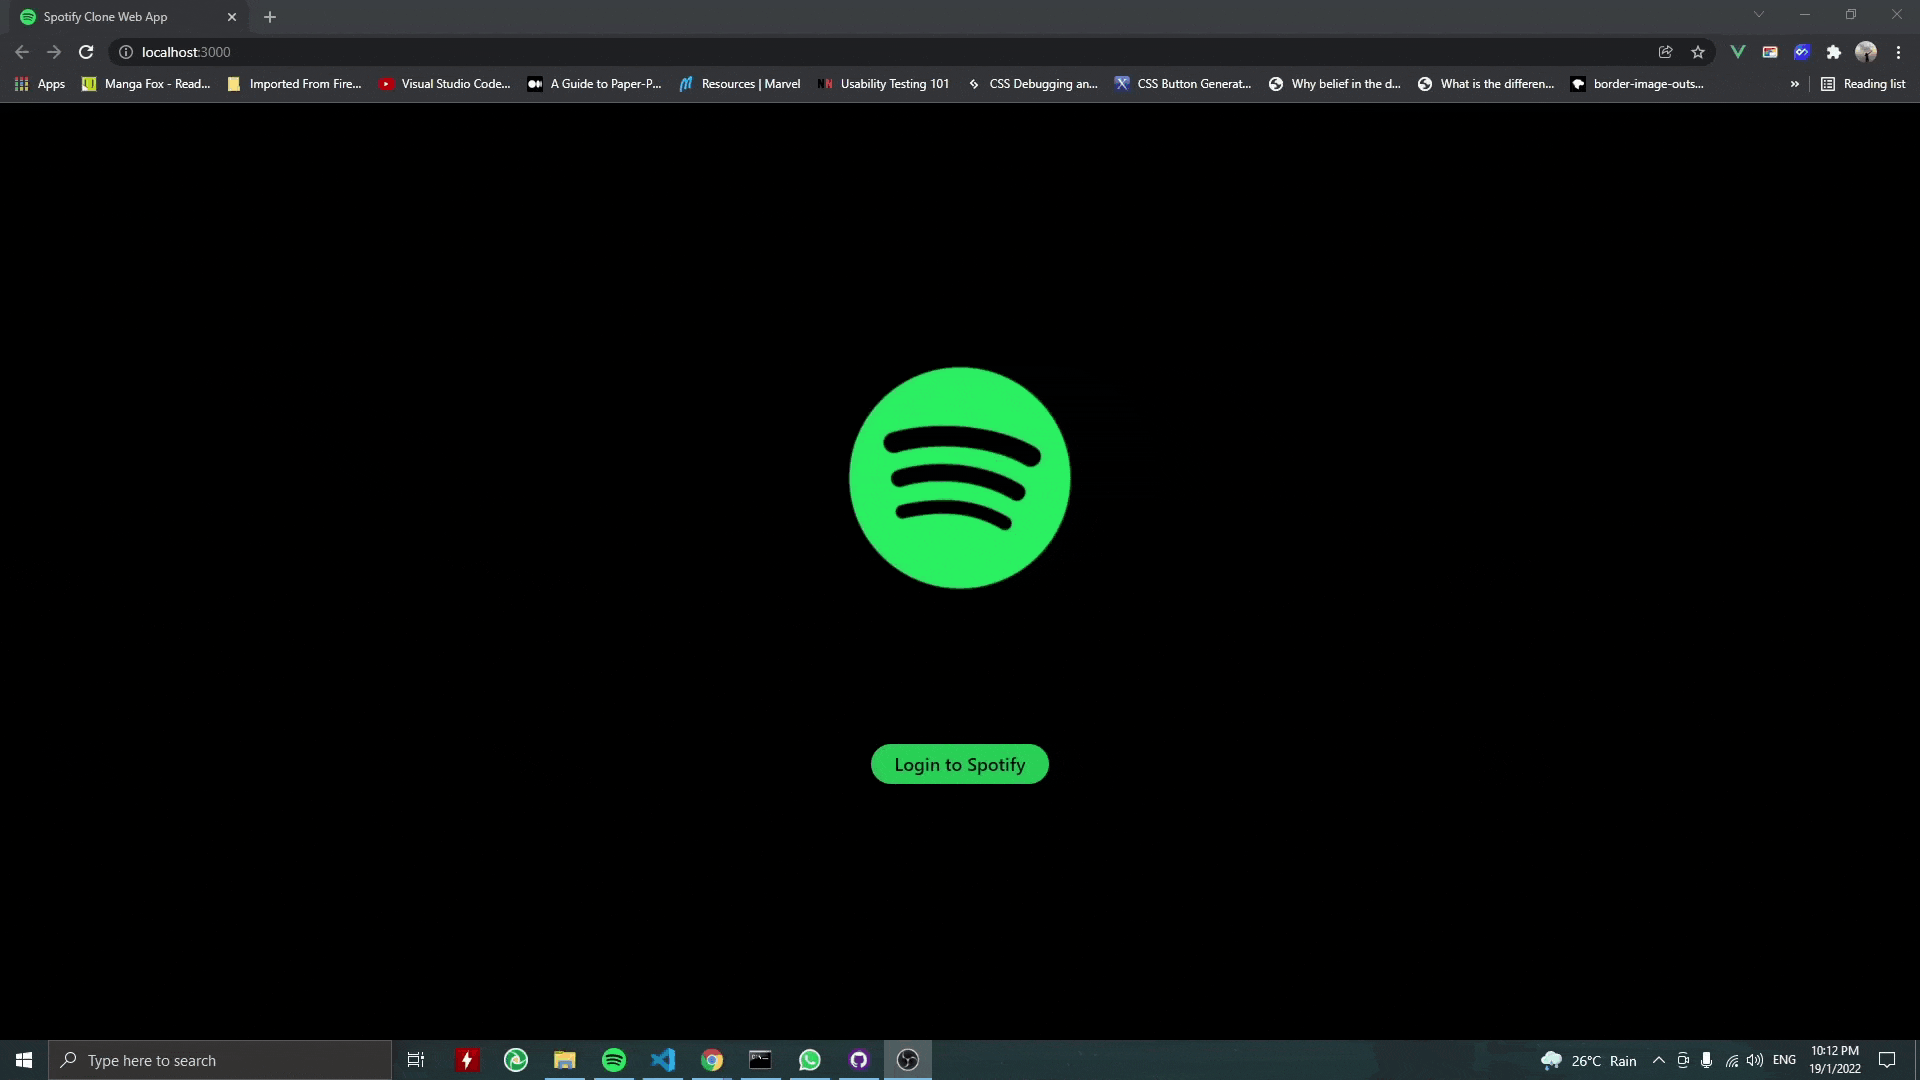 Spotify Clone Web App
localhost:3000
Apps
Manga Fox - Read...
Imported From Fire...
Visual Studio Code...
A Guide to Paper-P...
Resources | Marvel
NN Usability Testing 101
CSS Debugging an...
CSS Button Generat...
Why belief in the d...
What is the differen...
border-image-outs...
»
Reading list
Login to Spotify
Type here to search
26°C Rain
ENG
10:12 PM
19/1/2022